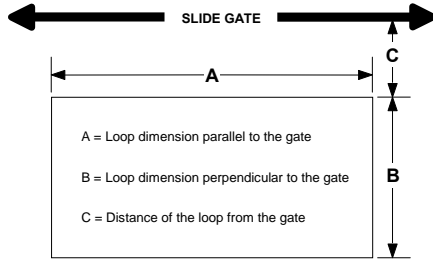 SLIDE GATE
C
A
A = Loop dimension parallel to the gate
B = Loop dimension perpendicular to the gate
B
C = Distance of the loop from the gate